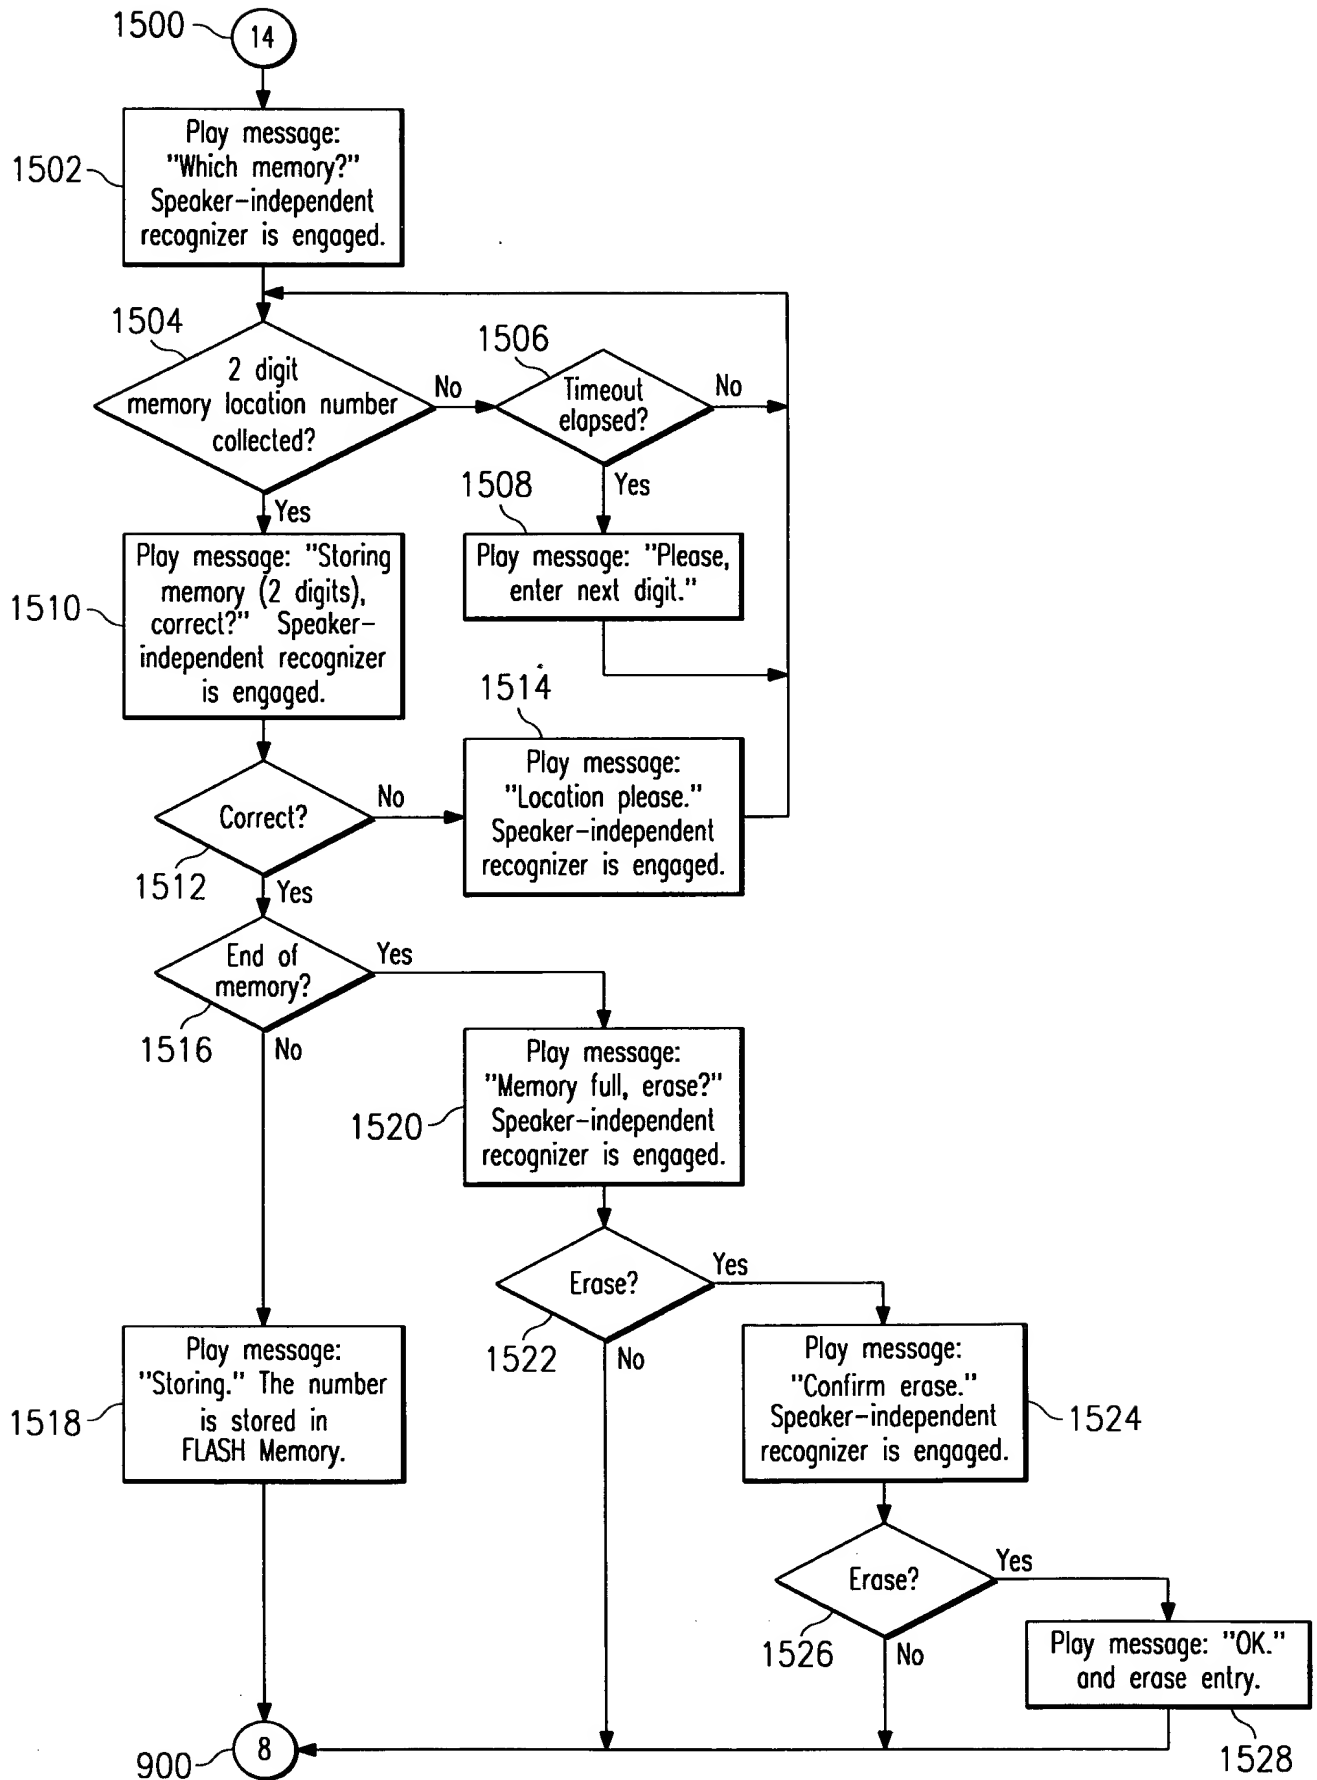 1500
14
1502
Play message:
"Which memory?"
Speaker-independent
recognizer is engaged.
1504
2 digit
memory location number
collected?
No
Yes
1506
Timeout
elapsed?
No
Yes
1508
Play message: "Please,
enter next digit."
1510
Play message: "Storing
memory (2 digits),
correct?" Speaker-
independent recognizer
is engaged.
1512
Correct?
No
Yes
1514
Play message:
"Location please."
Speaker-independent
recognizer is engaged.
1516
End of
memory?
Yes
No
1520
Play message:
"Memory full, erase?"
Speaker-independent
recognizer is engaged.
1522
Erase?
Yes
No
1518
Play message:
"Storing." The number
is stored in
FLASH Memory.
1524
Play message:
"Confirm erase."
Speaker-independent
recognizer is engaged.
1526
Erase?
Yes
No
1528
Play message: "OK."
and erase entry.
900
8